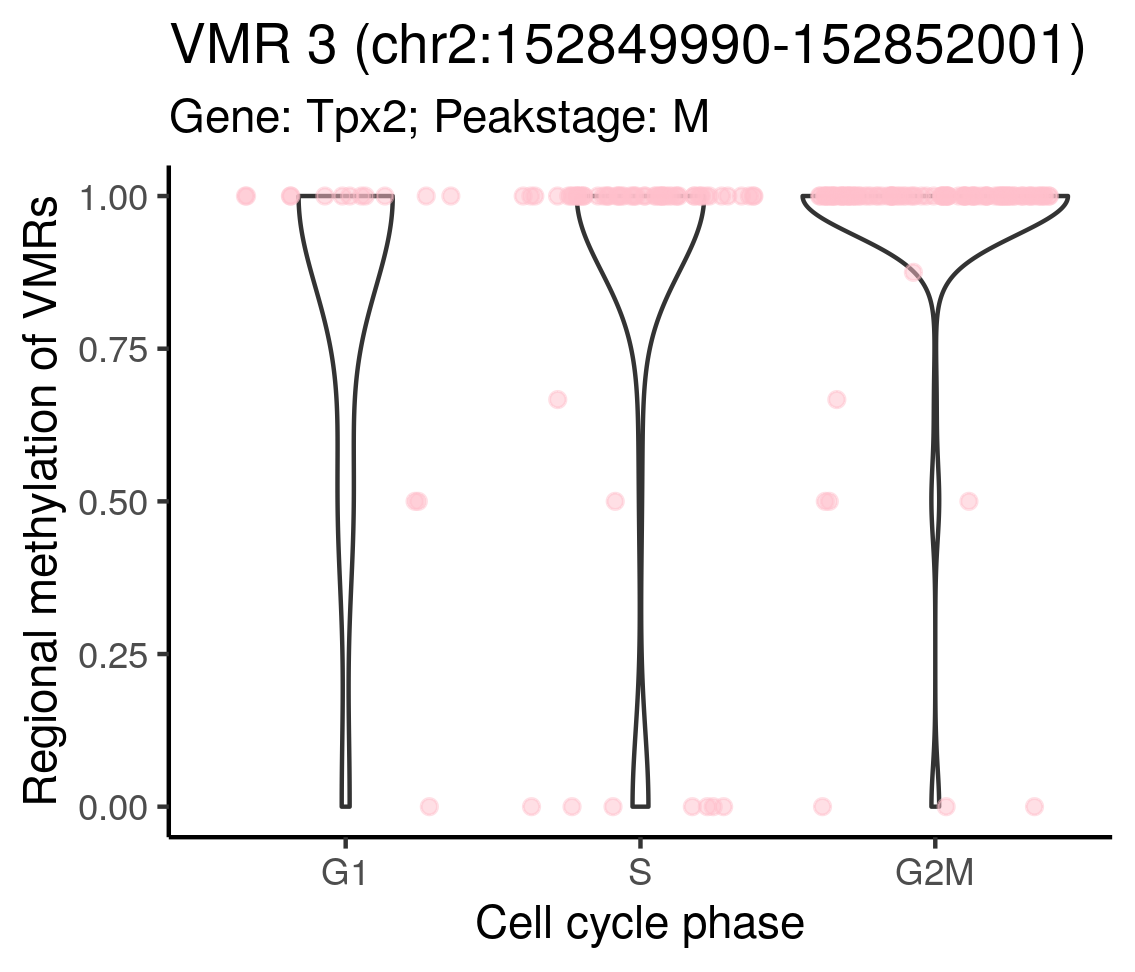 VMR 3 (chr2:152849990-152852001)
Gene: Tpx2; Peakstage: M
Regional methylation of VMRs
1.00
0.75
0.50
0.25
0.00
G1
S
G2M
Cell cycle phase